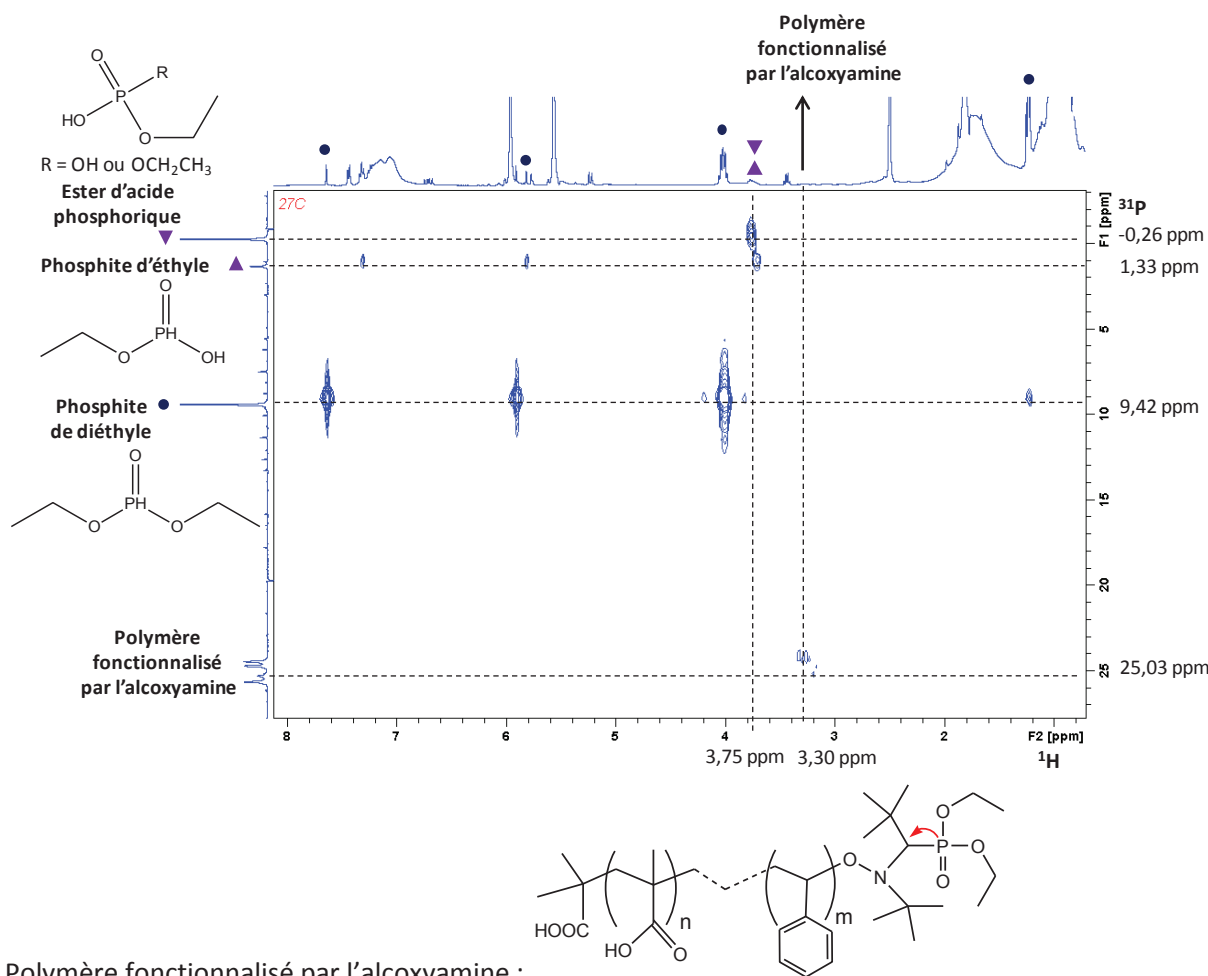 Polymère
fonctionnalisé
par l'alcoxyamine
O
R
P
HO
O
R = OH ou OCH2CH3
Ester d'acide
phosphorique
27C
31P
F1 [ppm]
-0,26 ppm
Phosphite d'éthyle
1,33 ppm
O
PH
O
OH
5
Phosphite
de diéthyle
9,42 ppm
10
O
PH
O
O
15
20
Polymère
fonctionnalisé
par l'alcoxyamine
25
25,03 ppm
8
7
6
5
4
3
2
F2 [ppm]
3,75 ppm
3,30 ppm
1H
O
P
O
O
O
N
n
m
HOOC
HO
O
Polymère fonctionnalisé par l'alcoxyamine :